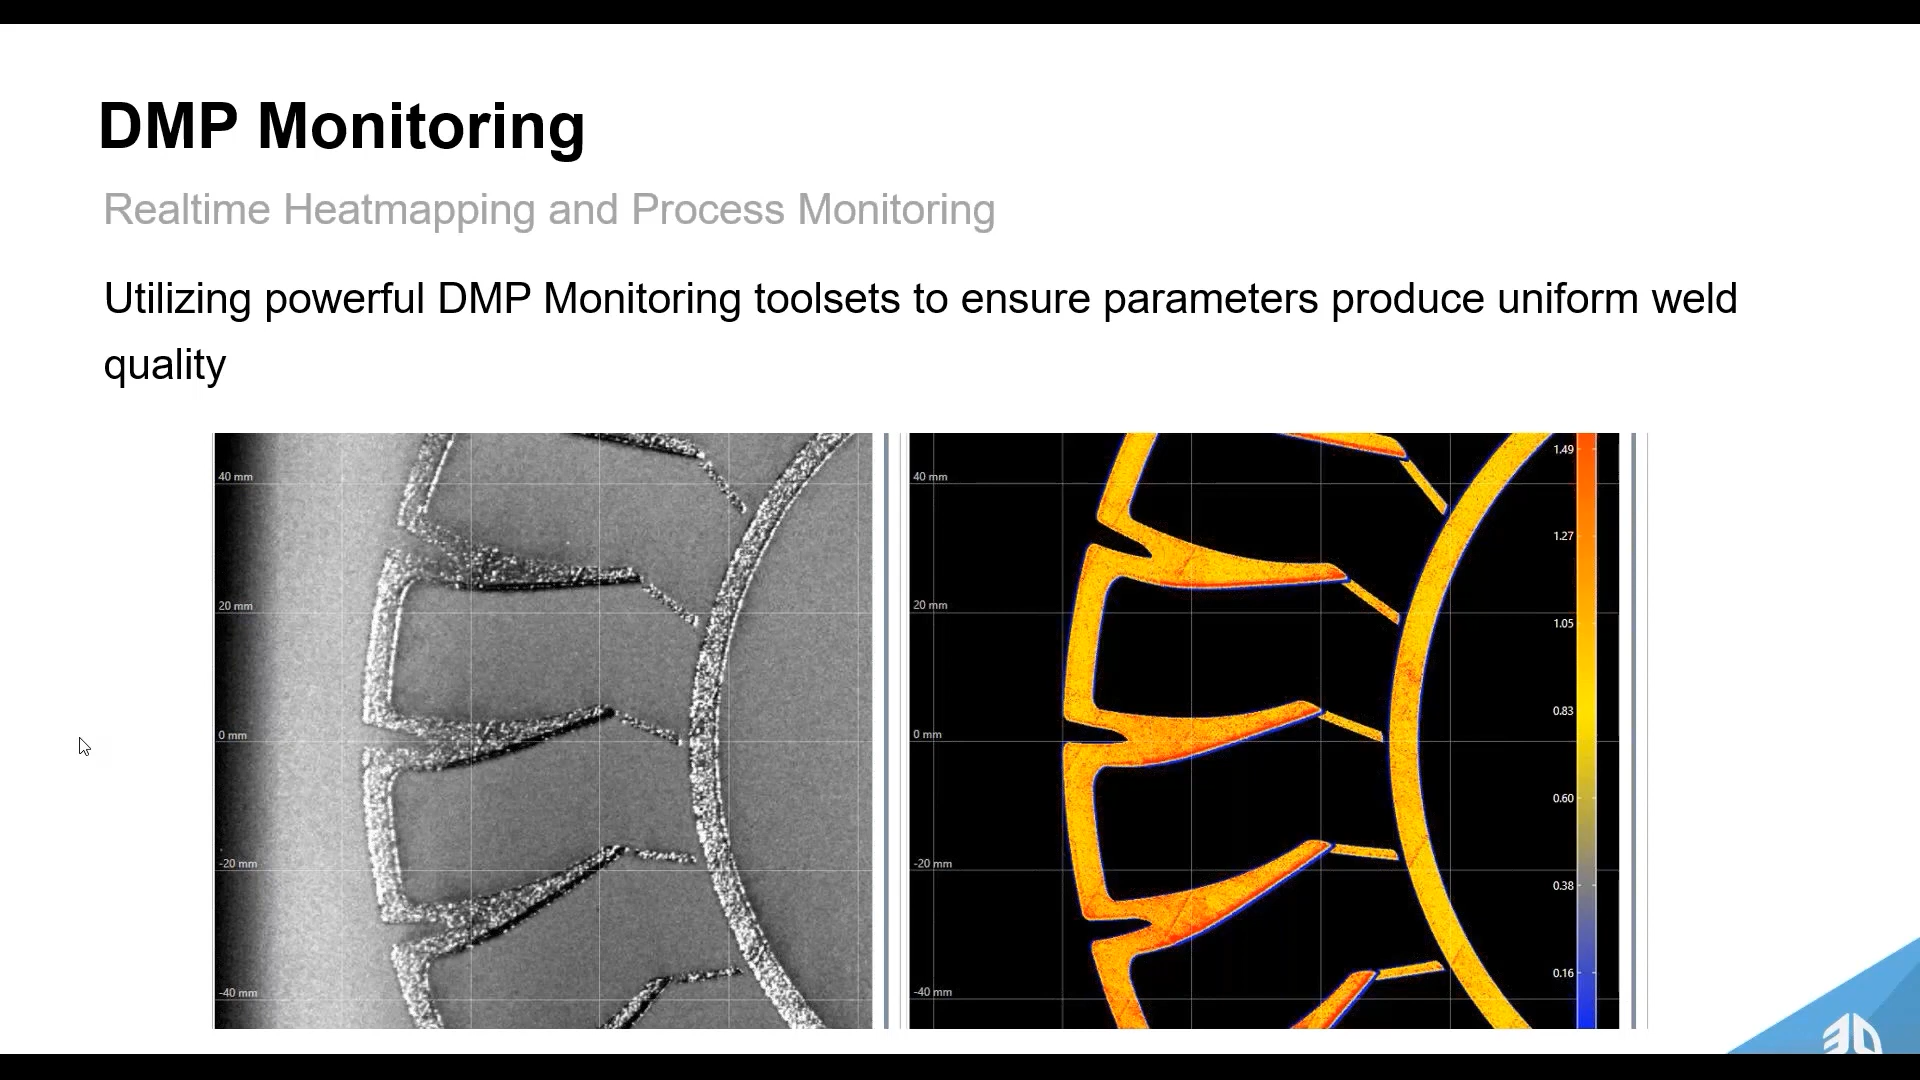 DMP Monitoring
Realtime Heatmapping and Process Monitoring
Utilizing powerful DMP Monitoring toolsets to ensure parameters produce uniform weld
quality
40 mm
20 mm
0 mm
-20 mm
-40 mm
40 mm
20 mm
0 mm
-20 mm
-40 mm
1.49
1.27
1.05
0.83
0.60
0.38
0.16
3D